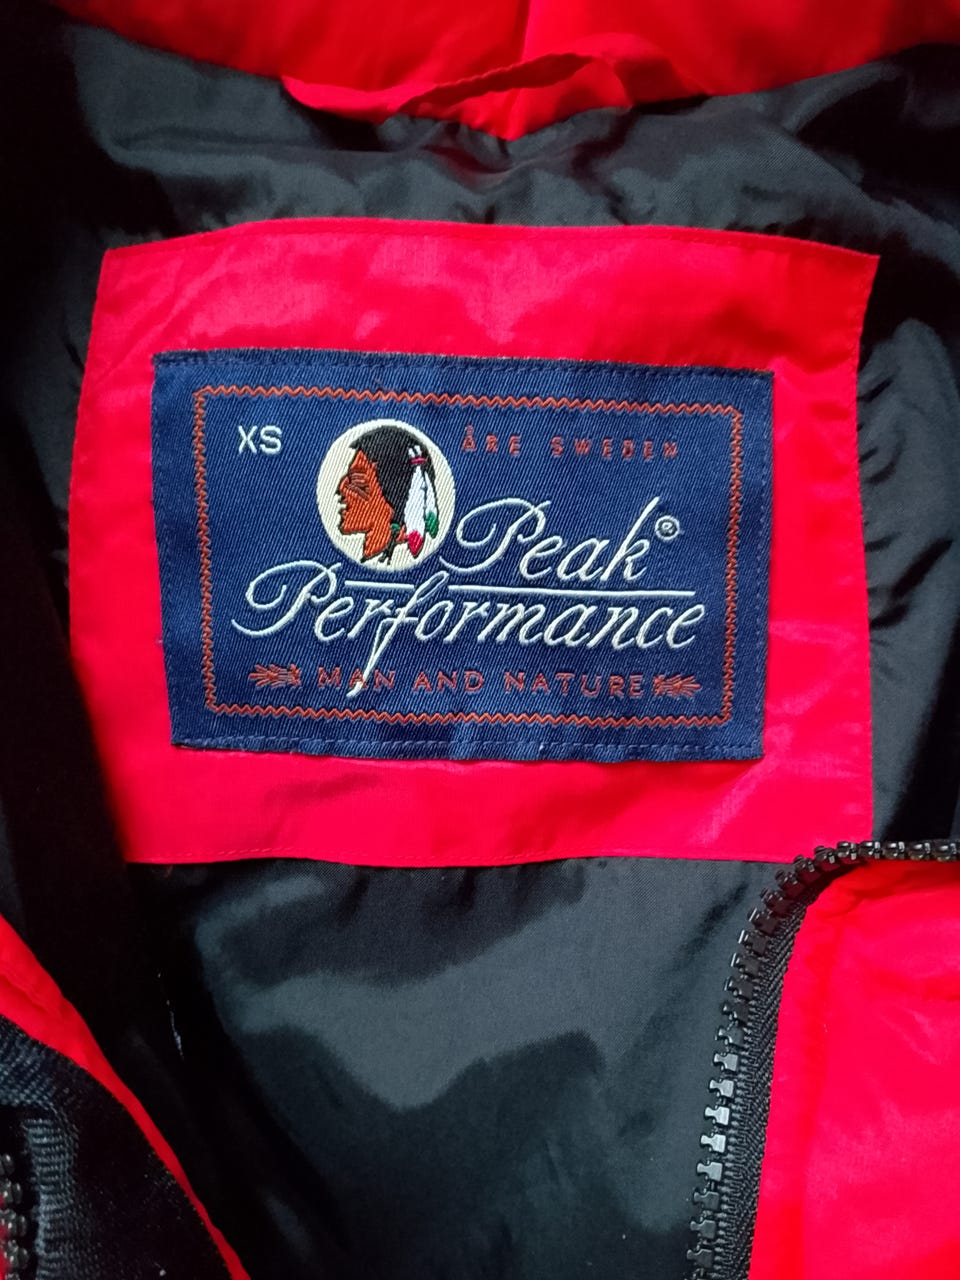 XS
ÅRE SWEDEN
Peak®
Performance
MAN AND NATURE